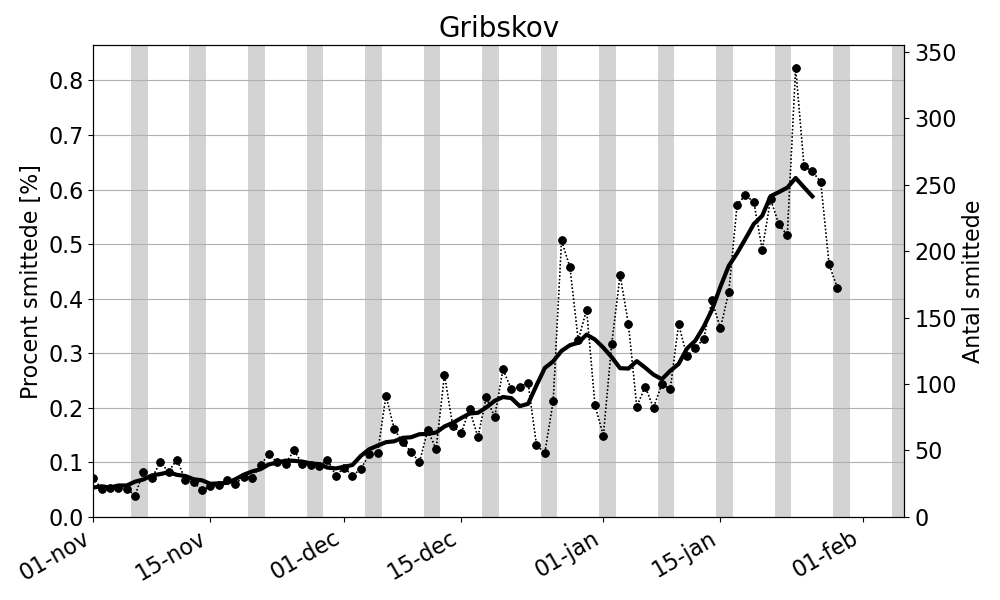 Gribskov
Procent smittede [%]
0.8
0.7
0.6
0.5
0.4
0.3
0.2
0.1
0.0
350
300
250
200
150
100
50
0
Antal smittede
01-nov
15-nov
01-dec
15-dec
01-jan
15-jan
01-feb